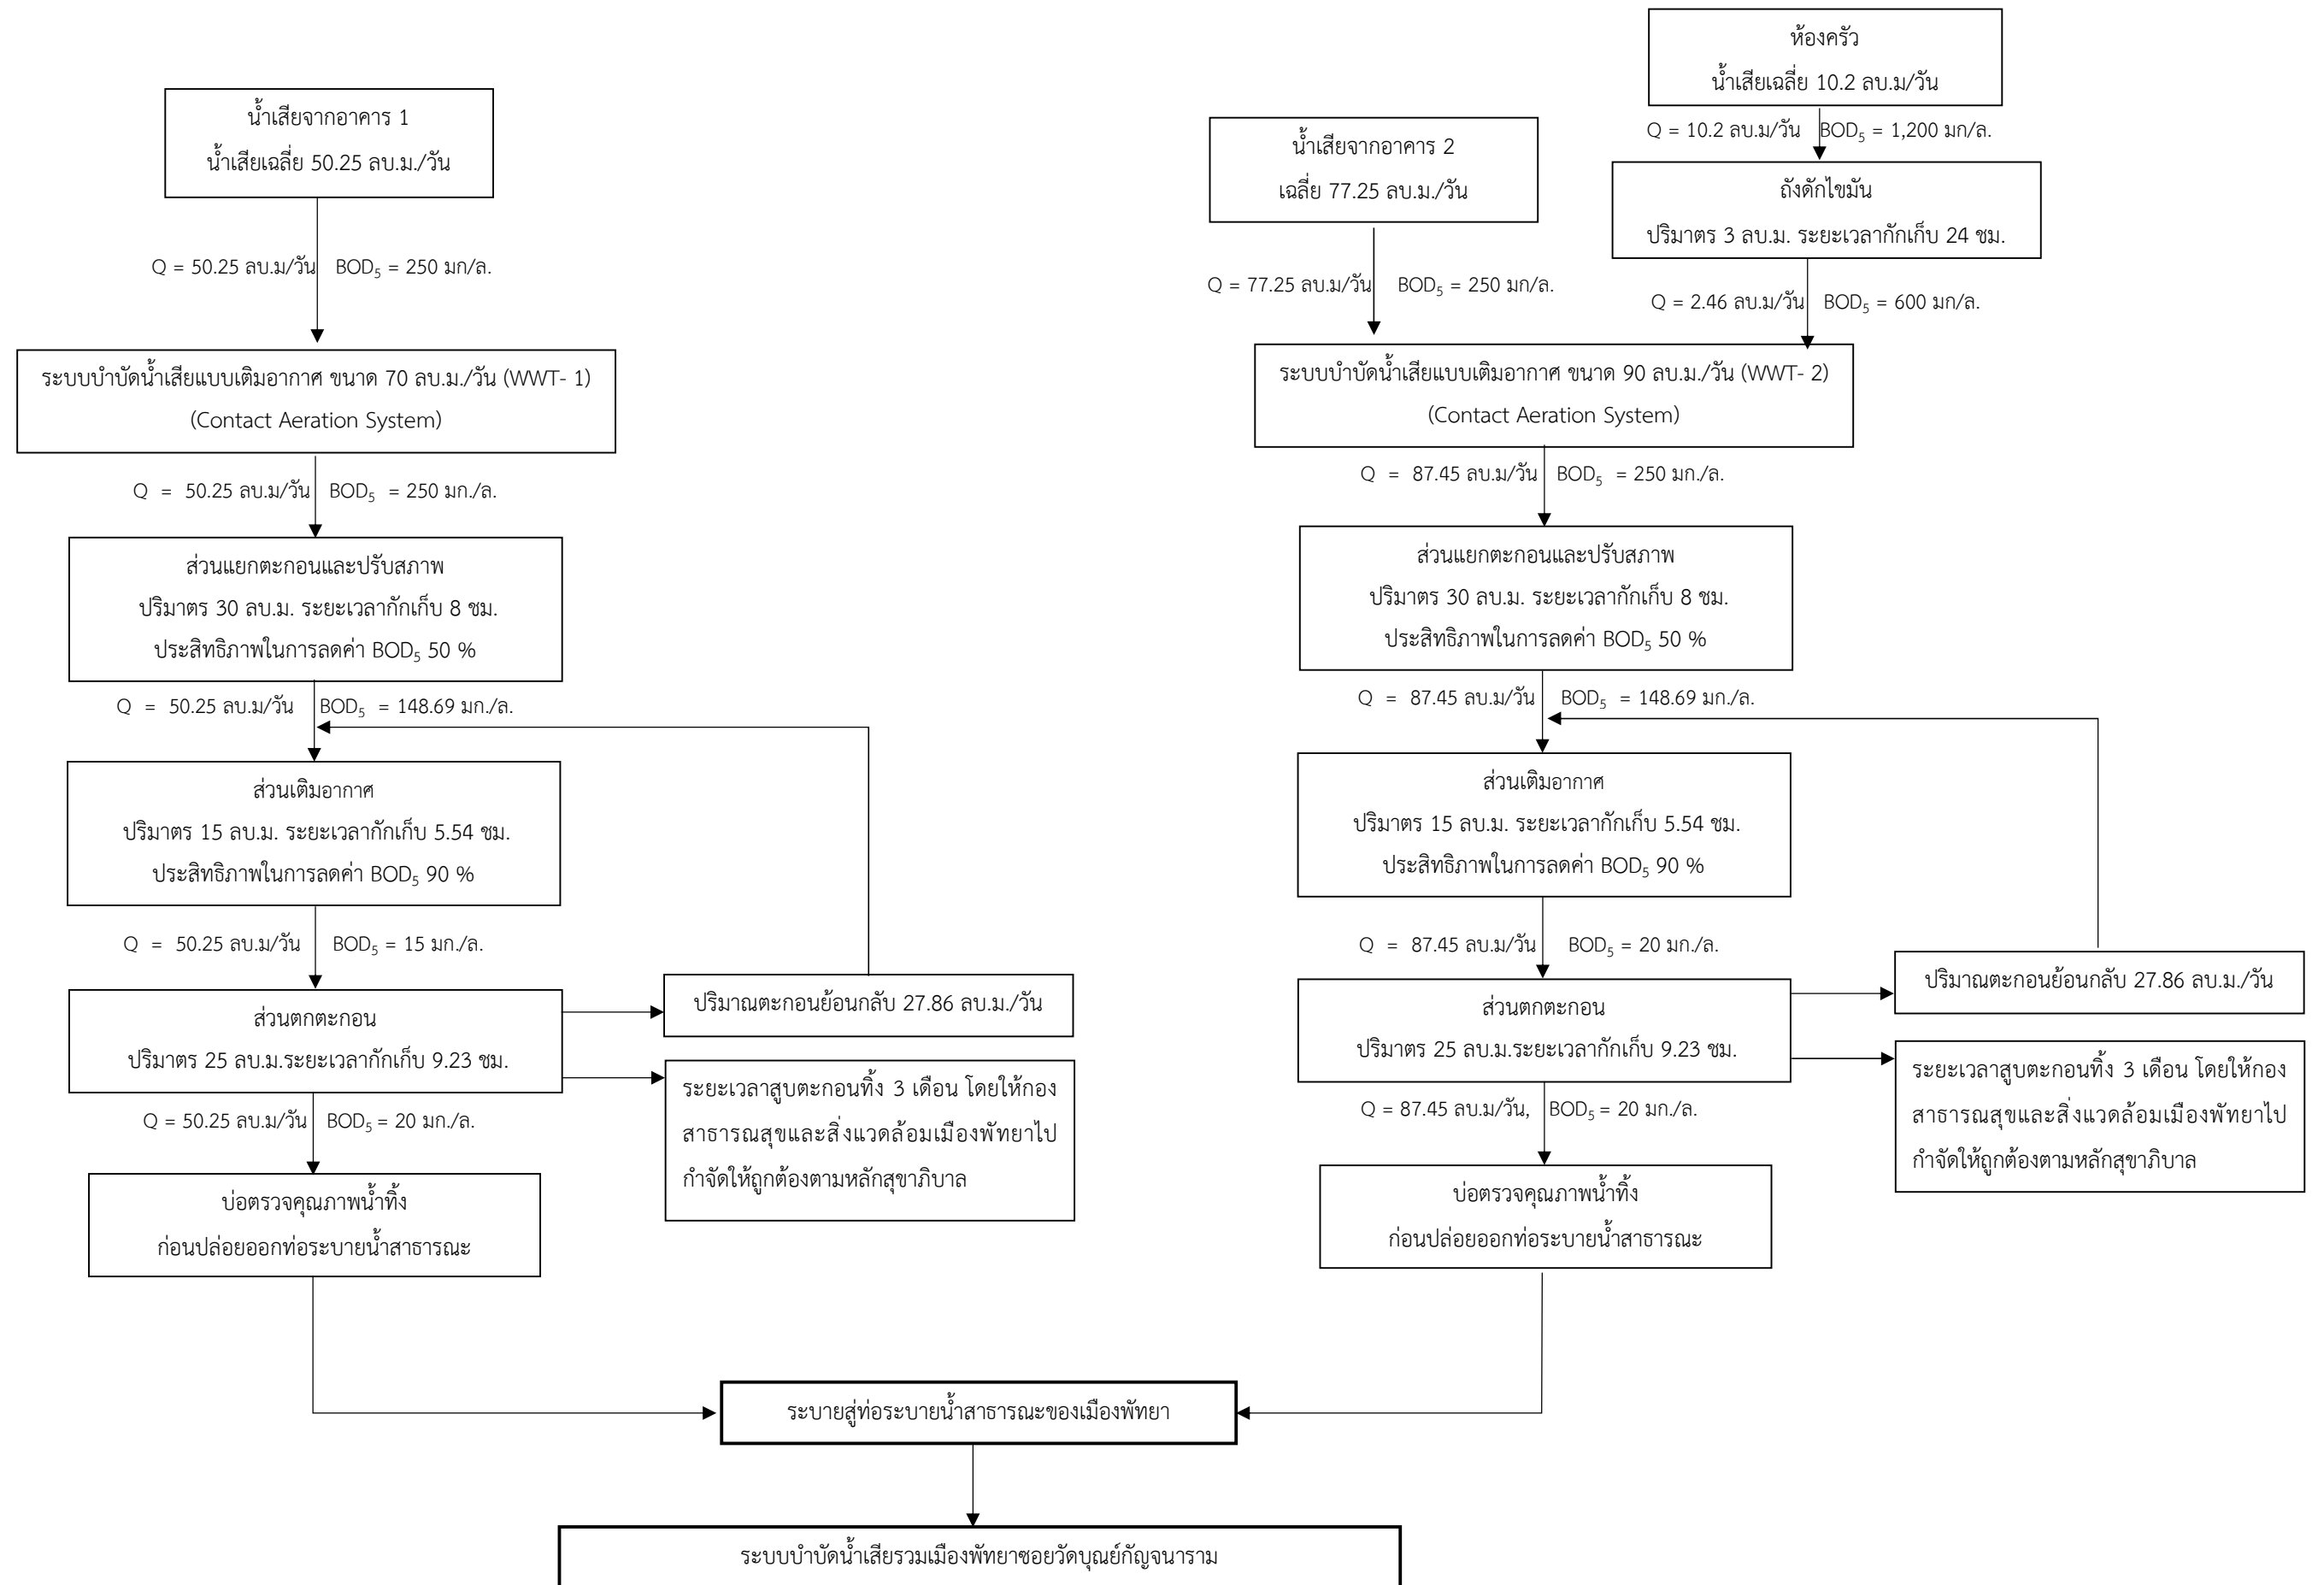 น้ำเสียจากอาคาร 1
น้ำเสียเฉลี่ย 50.25 ลบ.ม./วัน
Q = 50.25 ลบ.ม/วัน BOD₅ = 250 มก/ล.
ระบบบำบัดน้ำเสียแบบเติมอากาศ ขนาด 70 ลบ.ม./วัน (WWT- 1)
(Contact Aeration System)
Q = 50.25 ลบ.ม/วัน BOD₅ = 250 มก./ล.
ส่วนแยกตะกอนและปรับสภาพ
ปริมาตร 30 ลบ.ม. ระยะเวลากักเก็บ 8 ชม.
ประสิทธิภาพในการลดค่า BOD₅ 50 %
Q = 50.25 ลบ.ม/วัน BOD₅ = 148.69 มก./ล.
ส่วนเติมอากาศ
ปริมาตร 15 ลบ.ม. ระยะเวลากักเก็บ 5.54 ชม.
ประสิทธิภาพในการลดค่า BOD₅ 90 %
Q = 50.25 ลบ.ม/วัน BOD₅ = 15 มก./ล.
ส่วนตกตะกอน
ปริมาตร 25 ลบ.ม.ระยะเวลากักเก็บ 9.23 ชม.
ปริมาณตะกอนย้อนกลับ 27.86 ลบ.ม./วัน
ระยะเวลาสูบตะกอนทิ้ง 3 เดือน โดยให้กอง
สาธารณสุขและสิ่งแวดล้อมเมืองพัทยาไป
กำจัดให้ถูกต้องตามหลักสุขาภิบาล
Q = 50.25 ลบ.ม/วัน BOD₅ = 20 มก./ล.
บ่อตรวจคุณภาพน้ำทิ้ง
ก่อนปล่อยออกท่อระบายน้ำสาธารณะ
ห้องครัว
น้ำเสียเฉลี่ย 10.2 ลบ.ม/วัน
Q = 10.2 ลบ.ม/วัน BOD₅ = 1,200 มก/ล.
ถังดักไขมัน
ปริมาตร 3 ลบ.ม. ระยะเวลากักเก็บ 24 ชม.
Q = 2.46 ลบ.ม/วัน BOD₅ = 600 มก/ล.
น้ำเสียจากอาคาร 2
เฉลี่ย 77.25 ลบ.ม./วัน
Q = 77.25 ลบ.ม/วัน BOD₅ = 250 มก/ล.
ระบบบำบัดน้ำเสียแบบเติมอากาศ ขนาด 90 ลบ.ม./วัน (WWT- 2)
(Contact Aeration System)
Q = 87.45 ลบ.ม/วัน BOD₅ = 250 มก./ล.
ส่วนแยกตะกอนและปรับสภาพ
ปริมาตร 30 ลบ.ม. ระยะเวลากักเก็บ 8 ชม.
ประสิทธิภาพในการลดค่า BOD₅ 50 %
Q = 87.45 ลบ.ม/วัน BOD₅ = 148.69 มก./ล.
ส่วนเติมอากาศ
ปริมาตร 15 ลบ.ม. ระยะเวลากักเก็บ 5.54 ชม.
ประสิทธิภาพในการลดค่า BOD₅ 90 %
Q = 87.45 ลบ.ม/วัน BOD₅ = 20 มก./ล.
ส่วนตกตะกอน
ปริมาตร 25 ลบ.ม.ระยะเวลากักเก็บ 9.23 ชม.
ปริมาณตะกอนย้อนกลับ 27.86 ลบ.ม./วัน
ระยะเวลาสูบตะกอนทิ้ง 3 เดือน โดยให้กอง
สาธารณสุขและสิ่งแวดล้อมเมืองพัทยาไป
กำจัดให้ถูกต้องตามหลักสุขาภิบาล
Q = 87.45 ลบ.ม/วัน, BOD₅ = 20 มก./ล.
บ่อตรวจคุณภาพน้ำทิ้ง
ก่อนปล่อยออกท่อระบายน้ำสาธารณะ
ระบายสู่ท่อระบายน้ำสาธารณะของเมืองพัทยา
ระบบบำบัดน้ำเสียรวมเมืองพัทยาซอยวัดบุณย์กัญจนาราม